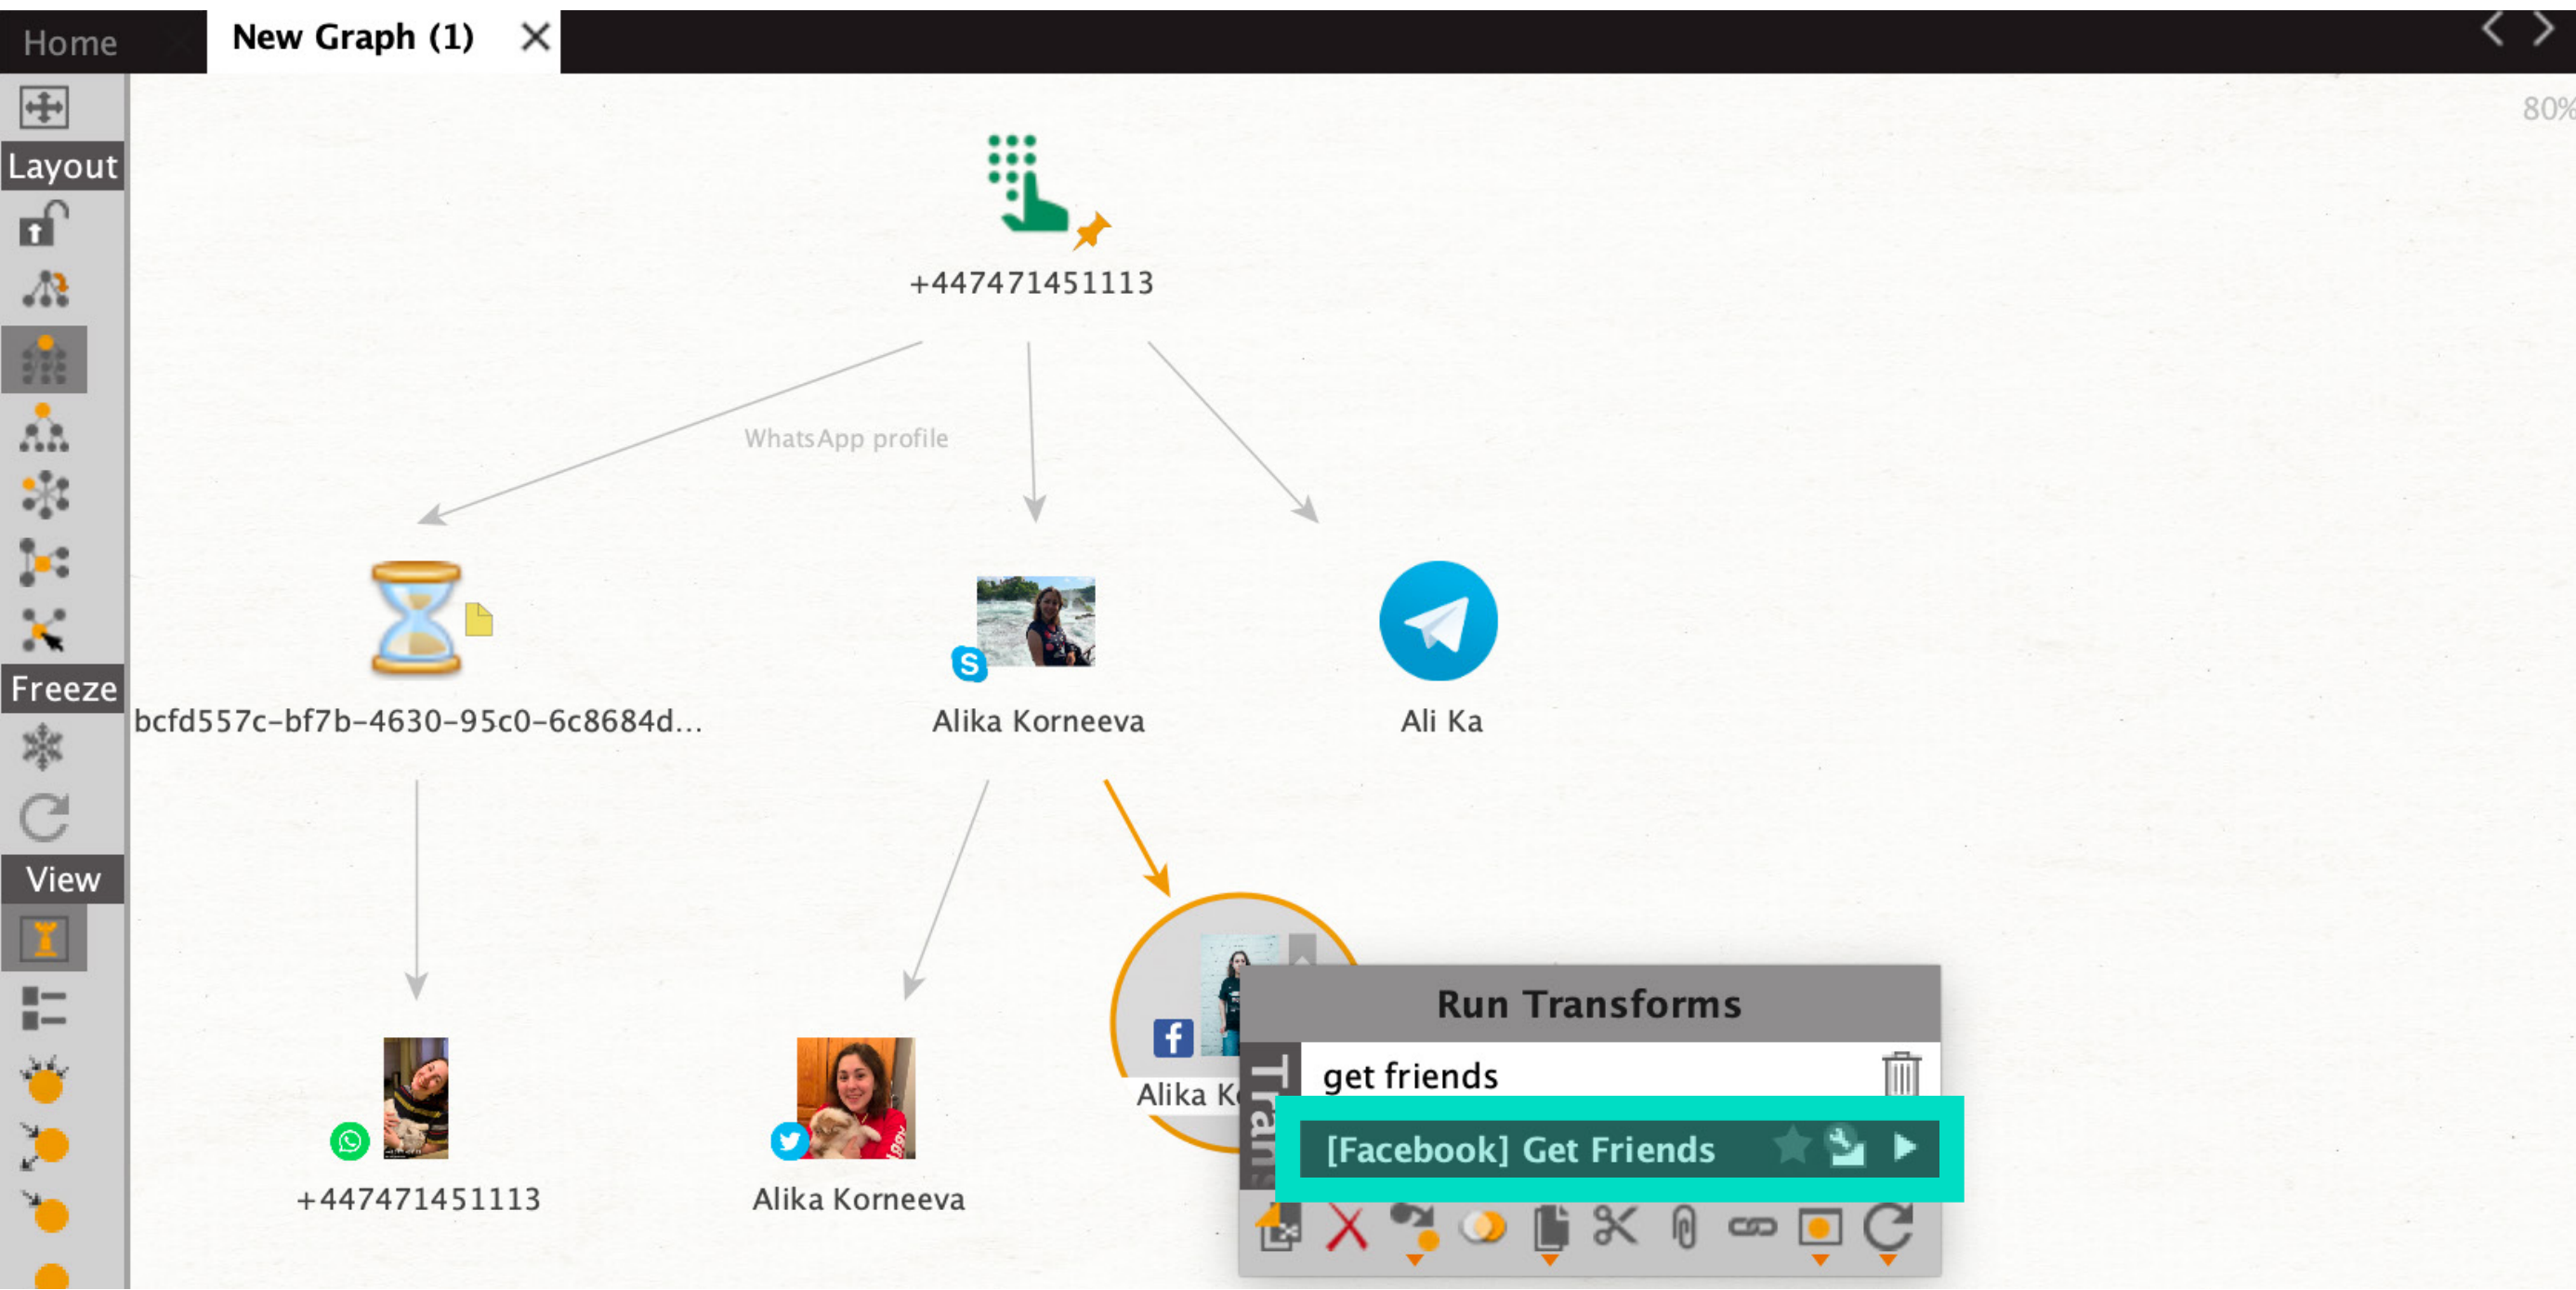 Home
New Graph (1)
80%
Layout
+447471451113
WhatsApp profile
Freeze
bcfd557c-bf7b-4630-95c0-6c8684d...
Alika Korneeva
Ali Ka
View
Run Transforms
get friends
Alika K
Trans
[Facebook] Get Friends
+447471451113
Alika Korneeva